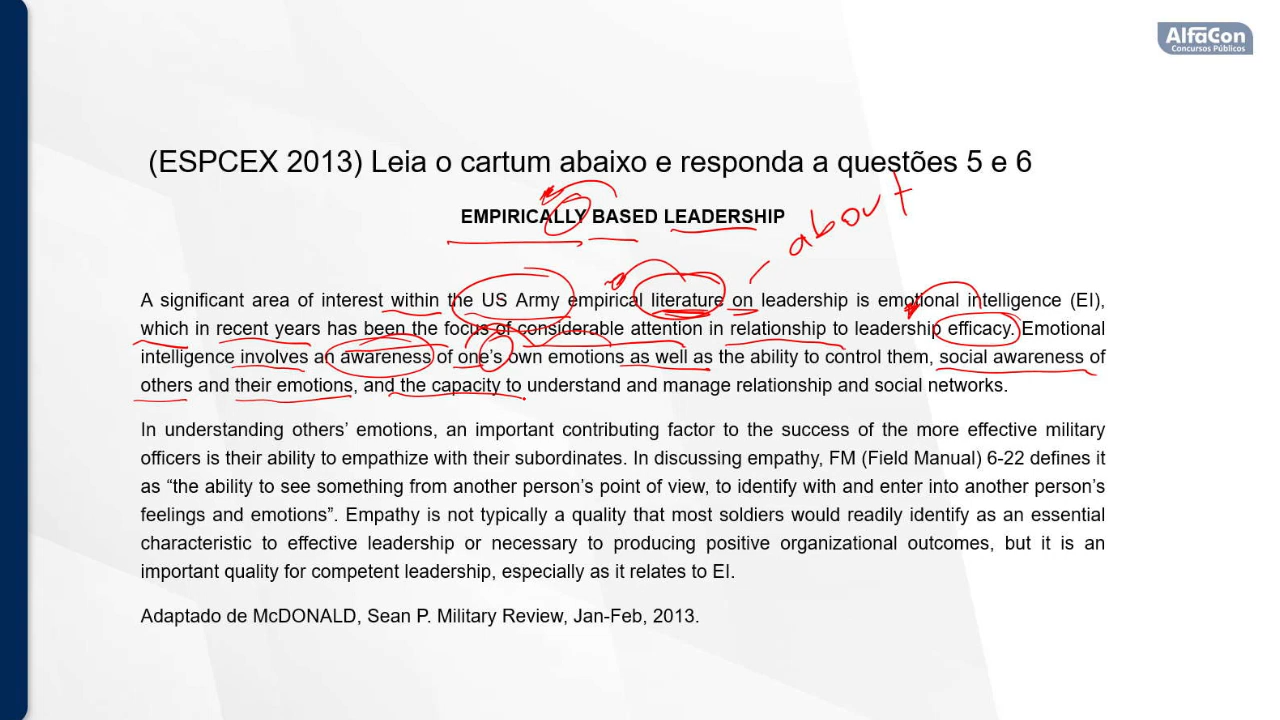 AlfaCon
Concursos Públicos
(ESPCEX 2013) Leia o cartum abaixo e responda a questões 5 e 6
EMPIRICALLY BASED LEADERSHIP
about
A significant area of interest within the US Army empirical literature on leadership is emotional intelligence (EI),
which in recent years has been the focus of considerable attention in relationship to leadership efficacy. Emotional
intelligence involves an awareness of one's own emotions as well as the ability to control them, social awareness of
others and their emotions, and the capacity to understand and manage relationship and social networks.
In understanding others’ emotions, an important contributing factor to the success of the more effective military
officers is their ability to empathize with their subordinates. In discussing empathy, FM (Field Manual) 6-22 defines it
as “the ability to see something from another person’s point of view, to identify with and enter into another person’s
feelings and emotions”. Empathy is not typically a quality that most soldiers would readily identify as an essential
characteristic to effective leadership or necessary to producing positive organizational outcomes, but it is an
important quality for competent leadership, especially as it relates to EI.
Adaptado de McDONALD, Sean P. Military Review, Jan-Feb, 2013.